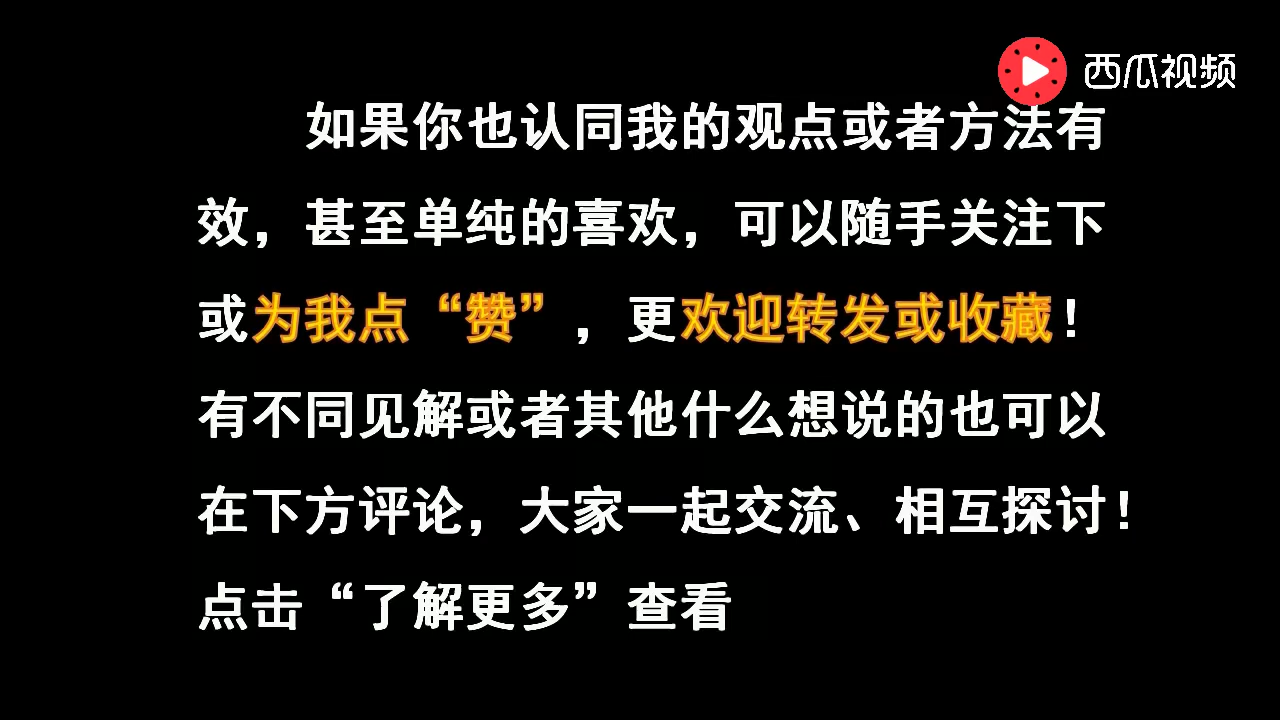 西瓜视频
如果你也认同我的观点或者方法有
效，甚至单纯的喜欢，可以随手关注下
或为我点“赞”，更欢迎转发或收藏！
有不同见解或者其他什么想说的也可以
在下方评论，大家一起交流、相互探讨！
点击“了解更多”查看